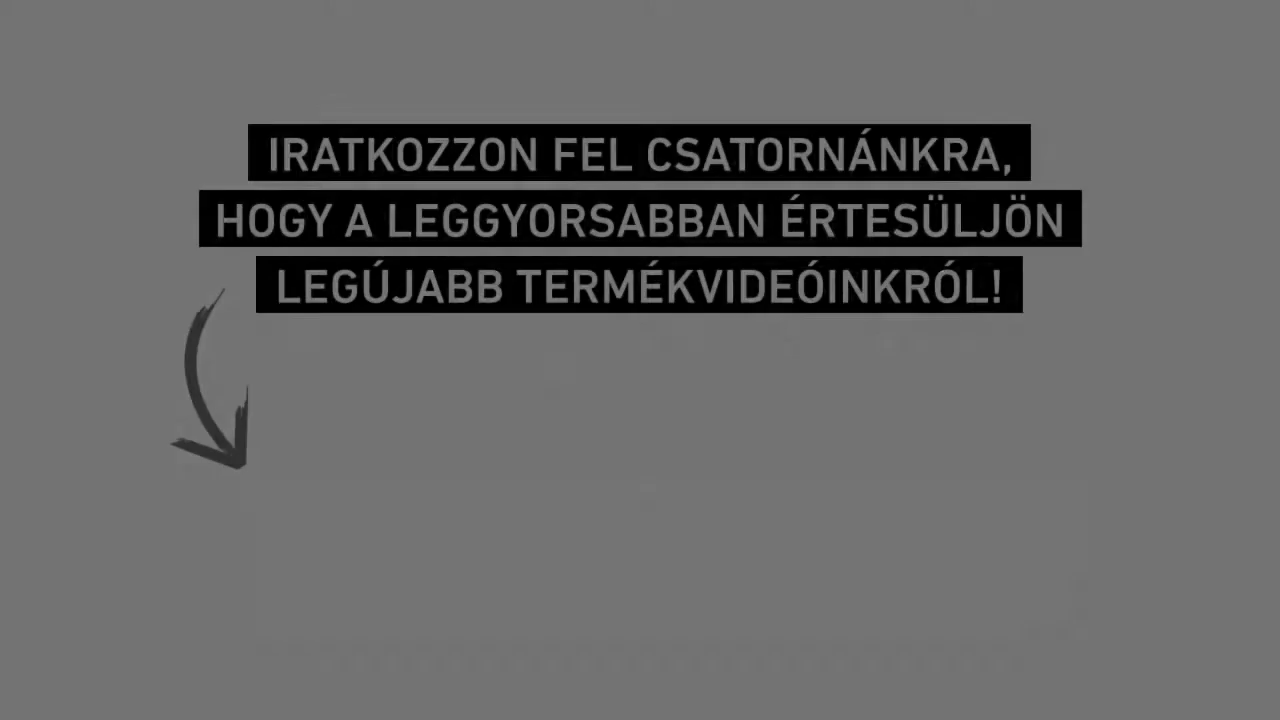 IRATKOZZON FEL CSATORNÁNKRA,
HOGY A LEGGYORSABBAN ÉRTESÜLJÖN
LEGÚJABB TERMÉKVIDEÓINKRÓL!